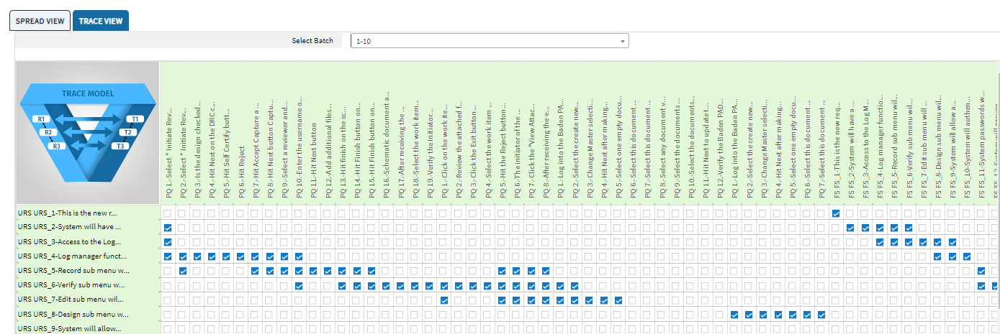 SPREAD VIEW
TRACE VIEW
Select Batch
1-10
TRACE MODEL
R1
T1
R2
T2
R3
T3
PQ 1.-Select " Initiate Rev...
PQ 2.-Select " Initiate Rev...
PQ 3.-Is the design checked ...
PQ 4.-Hit Next on the DRC c...
PQ 5.-Hit Self Certify butt...
PQ 6.-Hit Reject
PQ 7.-Hit Accept Capture a ...
PQ 8.-Hit Next button Captu...
PQ 9.-Select a reviewer and...
PQ 10.-Enter the username o...
PQ 11.-Hit Next button
PQ 12.-Add additional files...
PQ 13.-Hit finish on the sc...
PQ 14.-Hit Finish button on...
PQ 15.-Hit Finish button on...
PQ 16.-Schematic document a...
PQ 17.-After receiving the ...
PQ 18.-Select the work item...
PQ 19.-Verify the Initiator...
PQ 1.-Click on the work ite...
PQ 2.-Review the attached f...
PQ 3.-Click the Exit button...
PQ 4.-Select the work item ...
PQ 5.-Hit the Reject button...
PQ 6.-The initiator of the ...
PQ 7.-Click the "View Attac...
PQ 8.-After receiving the e...
PQ 1.-Log into the Baden PA...
PQ 2.-Select the create new...
PQ 3.-Change Master selecti...
PQ 4.-Hit Next after making...
PQ 5.-Select one empty docu...
PQ 6.-Select this document ...
PQ 7.-Select this document ...
PQ 8.-Select any document v...
PQ 9.-Select the documents...
PQ 10.-Select the documents...
PQ 11.-Hit Next to update t...
PQ 12.-Verify the Baden PAD...
PQ 1.-Log into the Baden PA...
PQ 2.-Select the create new...
PQ 3.-Change Master selecti...
PQ 4.-Hit Next after making...
PQ 5.-Select one empty docu...
PQ 6.-Select this document ...
PQ 7.-Select this document ...
FS FS_1-This is the new req...
FS FS_2-System will have a ...
FS FS_3-Access to the Log M...
FS FS_4-Log manager functio...
FS FS_5-Record sub menu wil...
FS FS_6-Verify sub menu wil...
FS FS_7-Edit sub menu will ...
FS FS_8-Design sub menu wil...
FS FS_9-System will allow a...
FS FS_10-System will authen...
FS FS_11-System passwords w...
URS URS_1-This is the new r...
URS URS_2-System will have ...
URS URS_3-Access to the Log...
URS URS_4-Log manager funct...
URS URS_5-Record sub menu w...
URS URS_6-Verify sub menu w...
URS URS_7-Edit sub menu wil...
URS URS_8-Design sub menu w...
URS URS_9-System will allow...